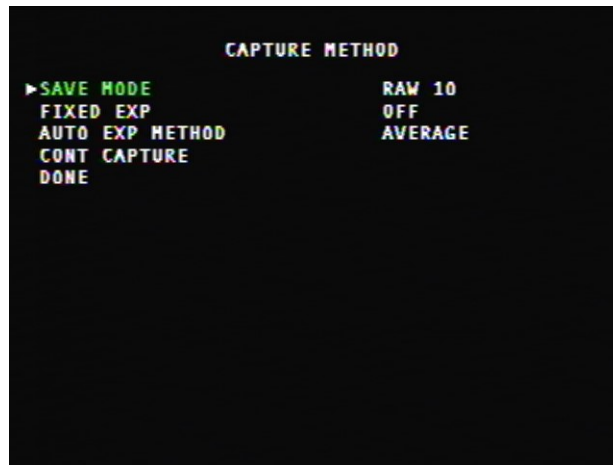 CAPTURE METHOD
SAVE MODE RAW 10
FIXED EXP OFF
AUTO EXP METHOD AVERAGE
CONT CAPTURE
DONE